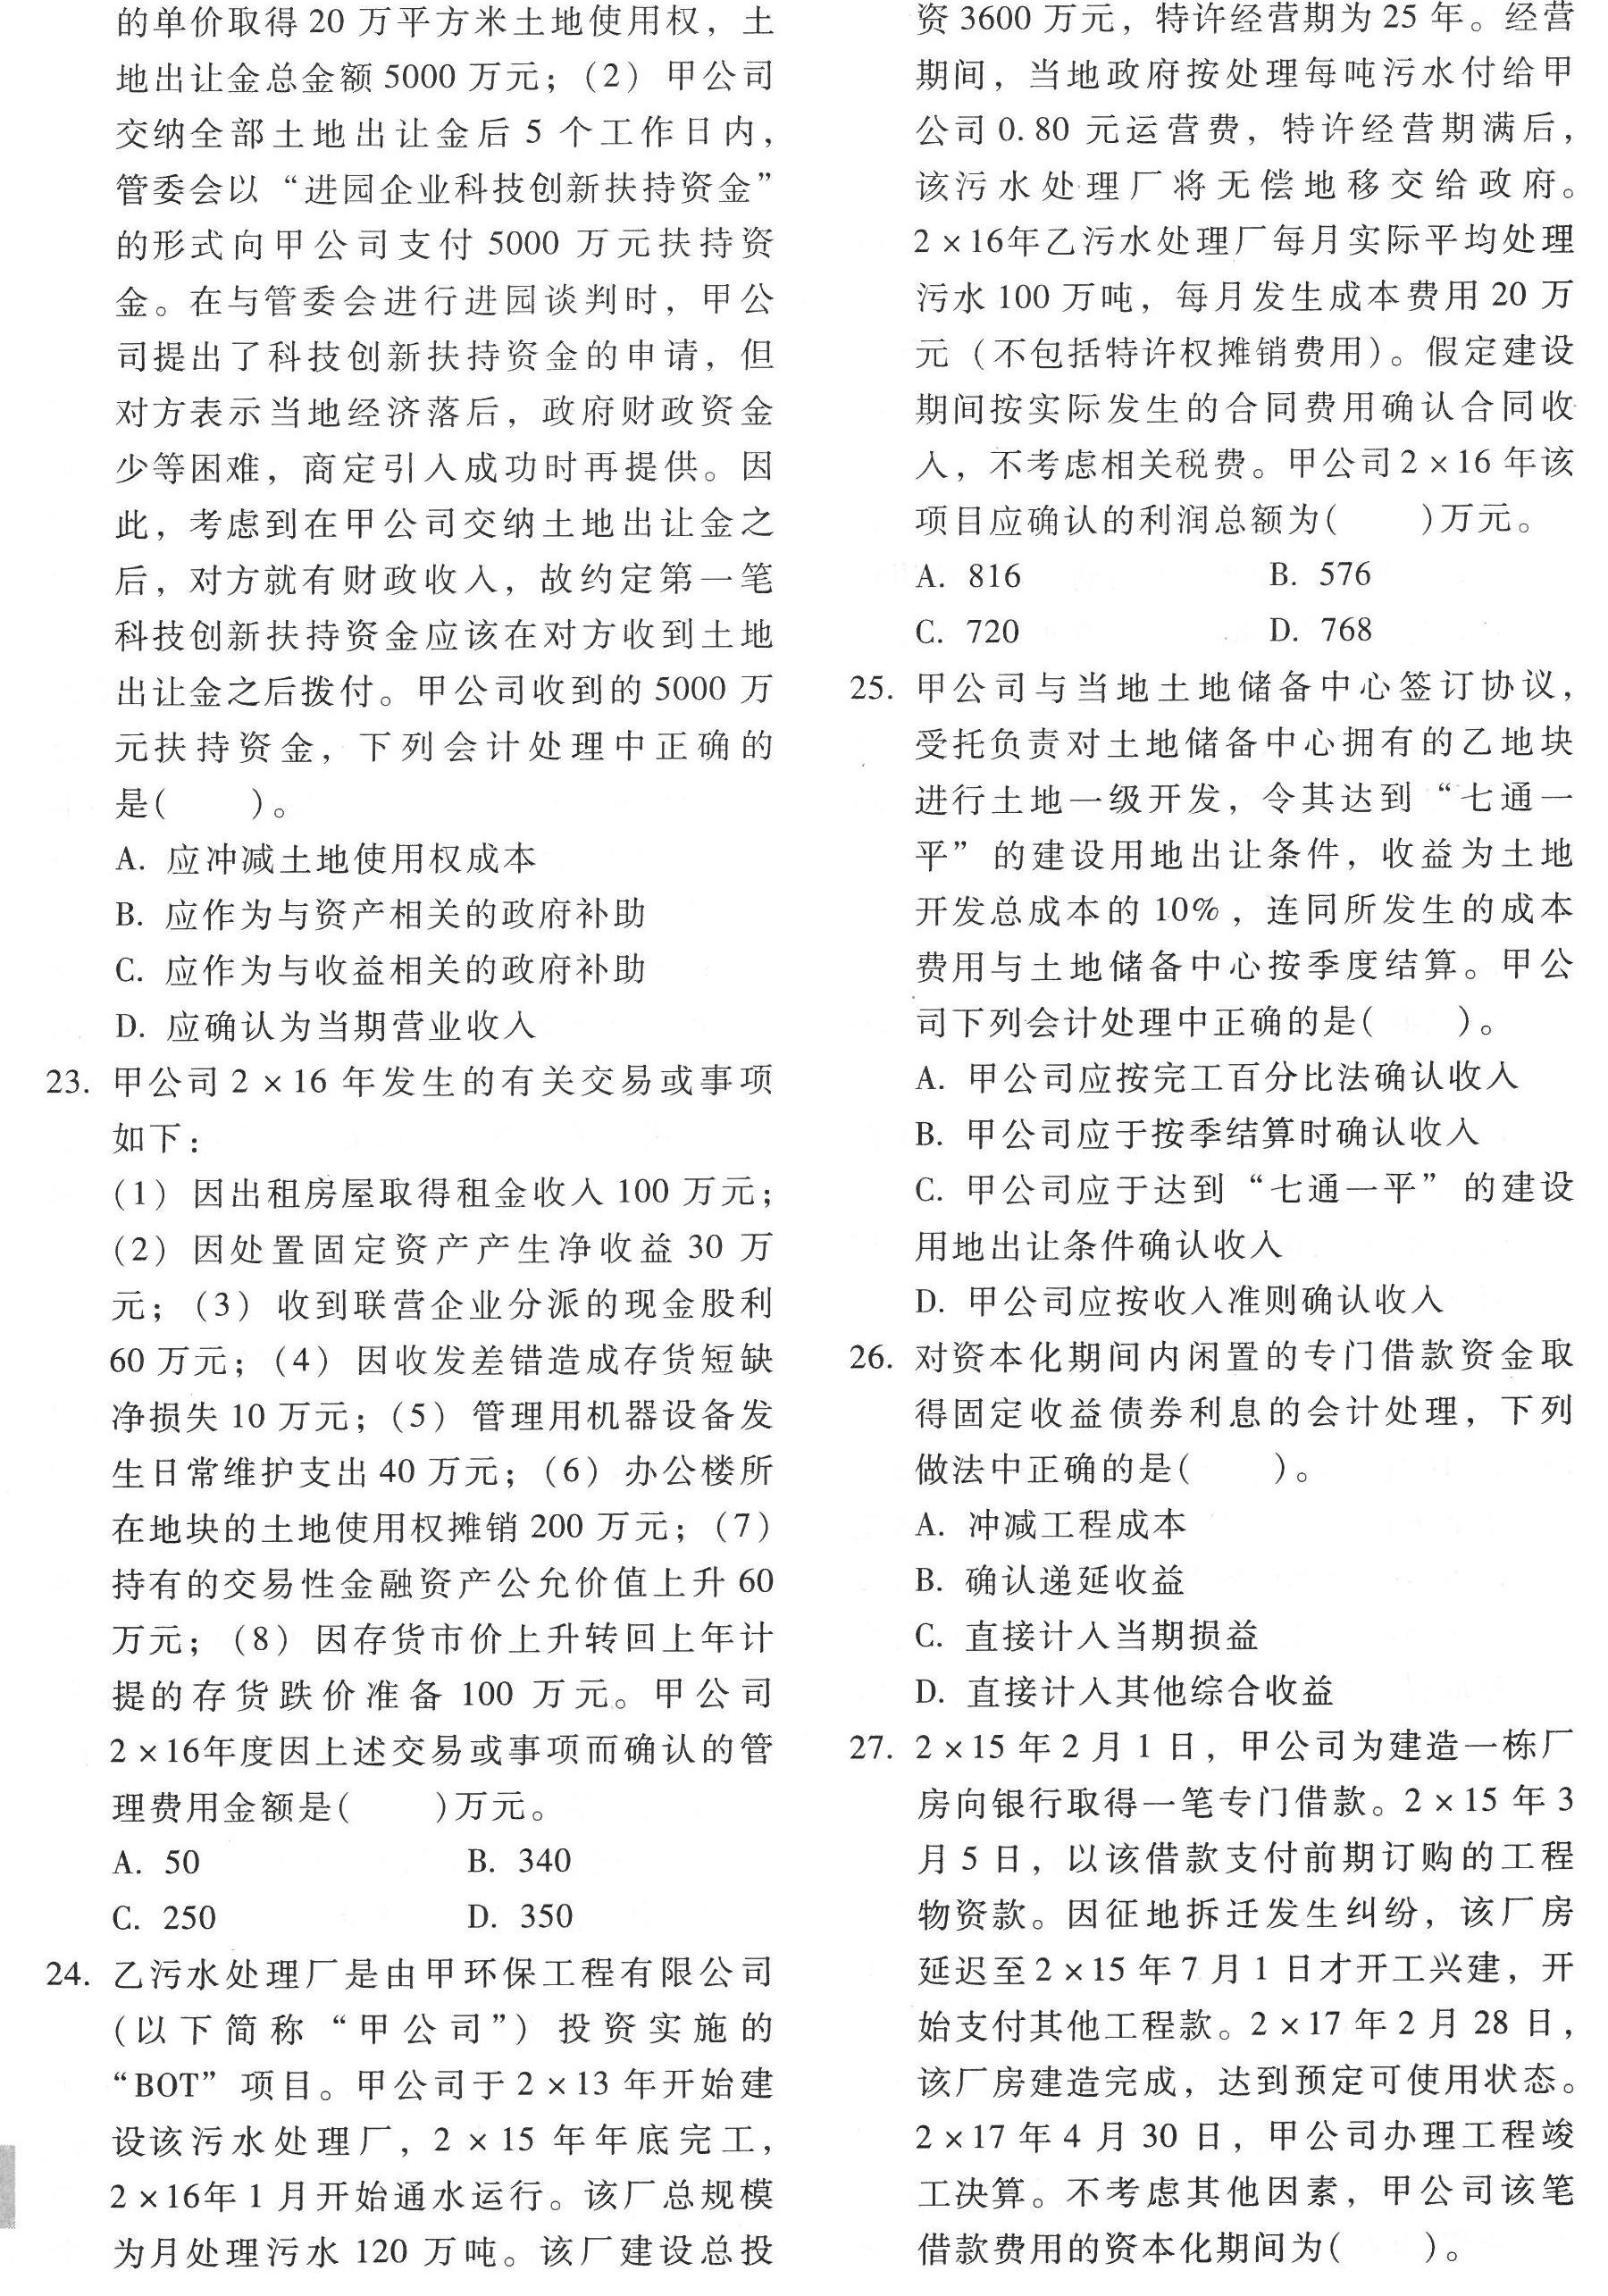 的单价取得 20 万平方米土地使用权，土
地出让金总金额 5000 万元；（2） 甲公司
交纳全部土地出让金后 5 个工作日内，
管委会以 “进园企业科技创新扶持资金”
的形式向甲公司支付 5000 万元扶持资
金。在与管委会进行进园谈判时，甲公
司提出了科技创新扶持资金的申请，但
对方表示当地经济落后，政府财政资金
少等困难，商定引入成功时再提供。因
此，考虑到在甲公司交纳土地出让金之
后，对方就有财政收入，故约定第一笔
科技创新扶持资金应该在对方收到土地
出让金之后拨付。甲公司收到的 5000 万
元扶持资金，下列会计处理中正确的
是(　　)。
A. 应冲减土地使用权成本
B. 应作为与资产相关的政府补助
C. 应作为与收益相关的政府补助
D. 应确认为当期营业收入
23. 甲公司 2 × 16 年发生的有关交易或事项
如下：
（1） 因出租房屋取得租金收入 100 万元；
（2） 因处置固定资产产生净收益 30 万
元；（3） 收到联营企业分派的现金股利
60 万元；（4） 因收发差错造成存货短缺
净损失 10 万元；（5） 管理用机器设备发
生日常维护支出 40 万元；（6） 办公楼所
在地块的土地使用权摊销 200 万元；（7）
持有的交易性金融资产公允价值上升 60
万元；（8） 因存货市价上升转回上年计
提的存货跌价准备 100 万元。甲公司
2 × 16年度因上述交易或事项而确认的管
理费用金额是(　　)万元。
A. 50　　B. 340
C. 250　　D. 350
24. 乙污水处理厂是由甲环保工程有限公司
（以下简称 “甲公司”） 投资实施的
“BOT” 项目。甲公司于 2 × 13 年开始建
设该污水处理厂，2 × 15 年年底完工，
2 × 16年 1 月开始通水运行。该厂总规模
为月处理污水 120 万吨。该厂建设总投
资 3600 万元，特许经营期为 25 年。经营
期间，当地政府按处理每吨污水付给甲
公司 0.80 元运营费，特许经营期满后，
该污水处理厂将无偿地移交给政府。
2 × 16年乙污水处理厂每月实际平均处理
污水 100 万吨，每月发生成本费用 20 万
元（不包括特许权摊销费用）。假定建设
期间按实际发生的合同费用确认合同收
入，不考虑相关税费。甲公司 2 × 16 年该
项目应确认的利润总额为(　　)万元。
A. 816　　B. 576
C. 720　　D. 768
25. 甲公司与当地土地储备中心签订协议，
受托负责对土地储备中心拥有的乙地块
进行土地一级开发，令其达到 “七通一
平” 的建设用地出让条件，收益为土地
开发总成本的 10%，连同所发生的成本
费用与土地储备中心按季度结算。甲公
司下列会计处理中正确的是(　　)。
A. 甲公司应按完工百分比法确认收入
B. 甲公司应于按季结算时确认收入
C. 甲公司应于达到 “七通一平” 的建设
用地出让条件确认收入
D. 甲公司应按收入准则确认收入
26. 对资本化期间内闲置的专门借款资金取
得固定收益债券利息的会计处理，下列
做法中正确的是(　　)。
A. 冲减工程成本
B. 确认递延收益
C. 直接计入当期损益
D. 直接计入其他综合收益
27. 2 × 15 年 2 月 1 日，甲公司为建造一栋厂
房向银行取得一笔专门借款。2 × 15 年 3
月 5 日，以该借款支付前期订购的工程
物资款。因征地拆迁发生纠纷，该厂房
延迟至 2 × 15 年 7 月 1 日才开工兴建，开
始支付其他工程款。2 × 17 年 2 月 28 日，
该厂房建造完成，达到预定可使用状态。
2 × 17 年 4 月 30 日，甲公司办理工程竣
工决算。不考虑其他因素，甲公司该笔
借款费用的资本化期间为(　　)。